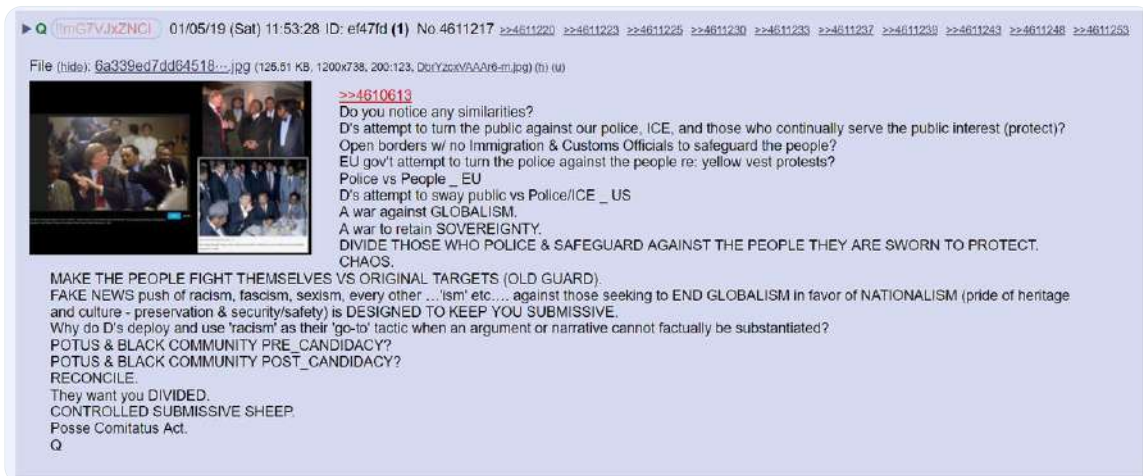 ▶ Q !!mG7VJxZNCI 01/05/19 (Sat) 11:53:28 ID: ef47fd (1) No.4611217 >>4611220 >>4611223 >>4611225 >>4611230 >>4611233 >>4611237 >>4611239 >>4611243 >>4611248 >>4611253
File (hide): 6a339ed7dd64518⋯.jpg (126.51 KB, 1200x738, 200:123, DbrYzcxVAAAr6-m.jpg) (h) (u)
>>4610613
Do you notice any similarities?
D's attempt to turn the public against our police, ICE, and those who continually serve the public interest (protect)?
Open borders w/ no Immigration & Customs Officials to safeguard the people?
EU gov't attempt to turn the police against the people re: yellow vest protests?
Police vs People _ EU
D's attempt to sway public vs Police/ICE _ US
A war against GLOBALISM.
A war to retain SOVEREIGNTY.
DIVIDE THOSE WHO POLICE & SAFEGUARD AGAINST THE PEOPLE THEY ARE SWORN TO PROTECT.
CHAOS.
MAKE THE PEOPLE FIGHT THEMSELVES VS ORIGINAL TARGETS (OLD GUARD).
FAKE NEWS push of racism, fascism, sexism, every other …'ism' etc…. against those seeking to END GLOBALISM in favor of NATIONALISM (pride of heritage
and culture - preservation & security/safety) is DESIGNED TO KEEP YOU SUBMISSIVE.
Why do D's deploy and use 'racism' as their 'go-to' tactic when an argument or narrative cannot factually be substantiated?
POTUS & BLACK COMMUNITY PRE_CANDIDACY?
POTUS & BLACK COMMUNITY POST_CANDIDACY?
RECONCILE.
They want you DIVIDED.
CONTROLLED SUBMISSIVE SHEEP.
Posse Comitatus Act.
Q